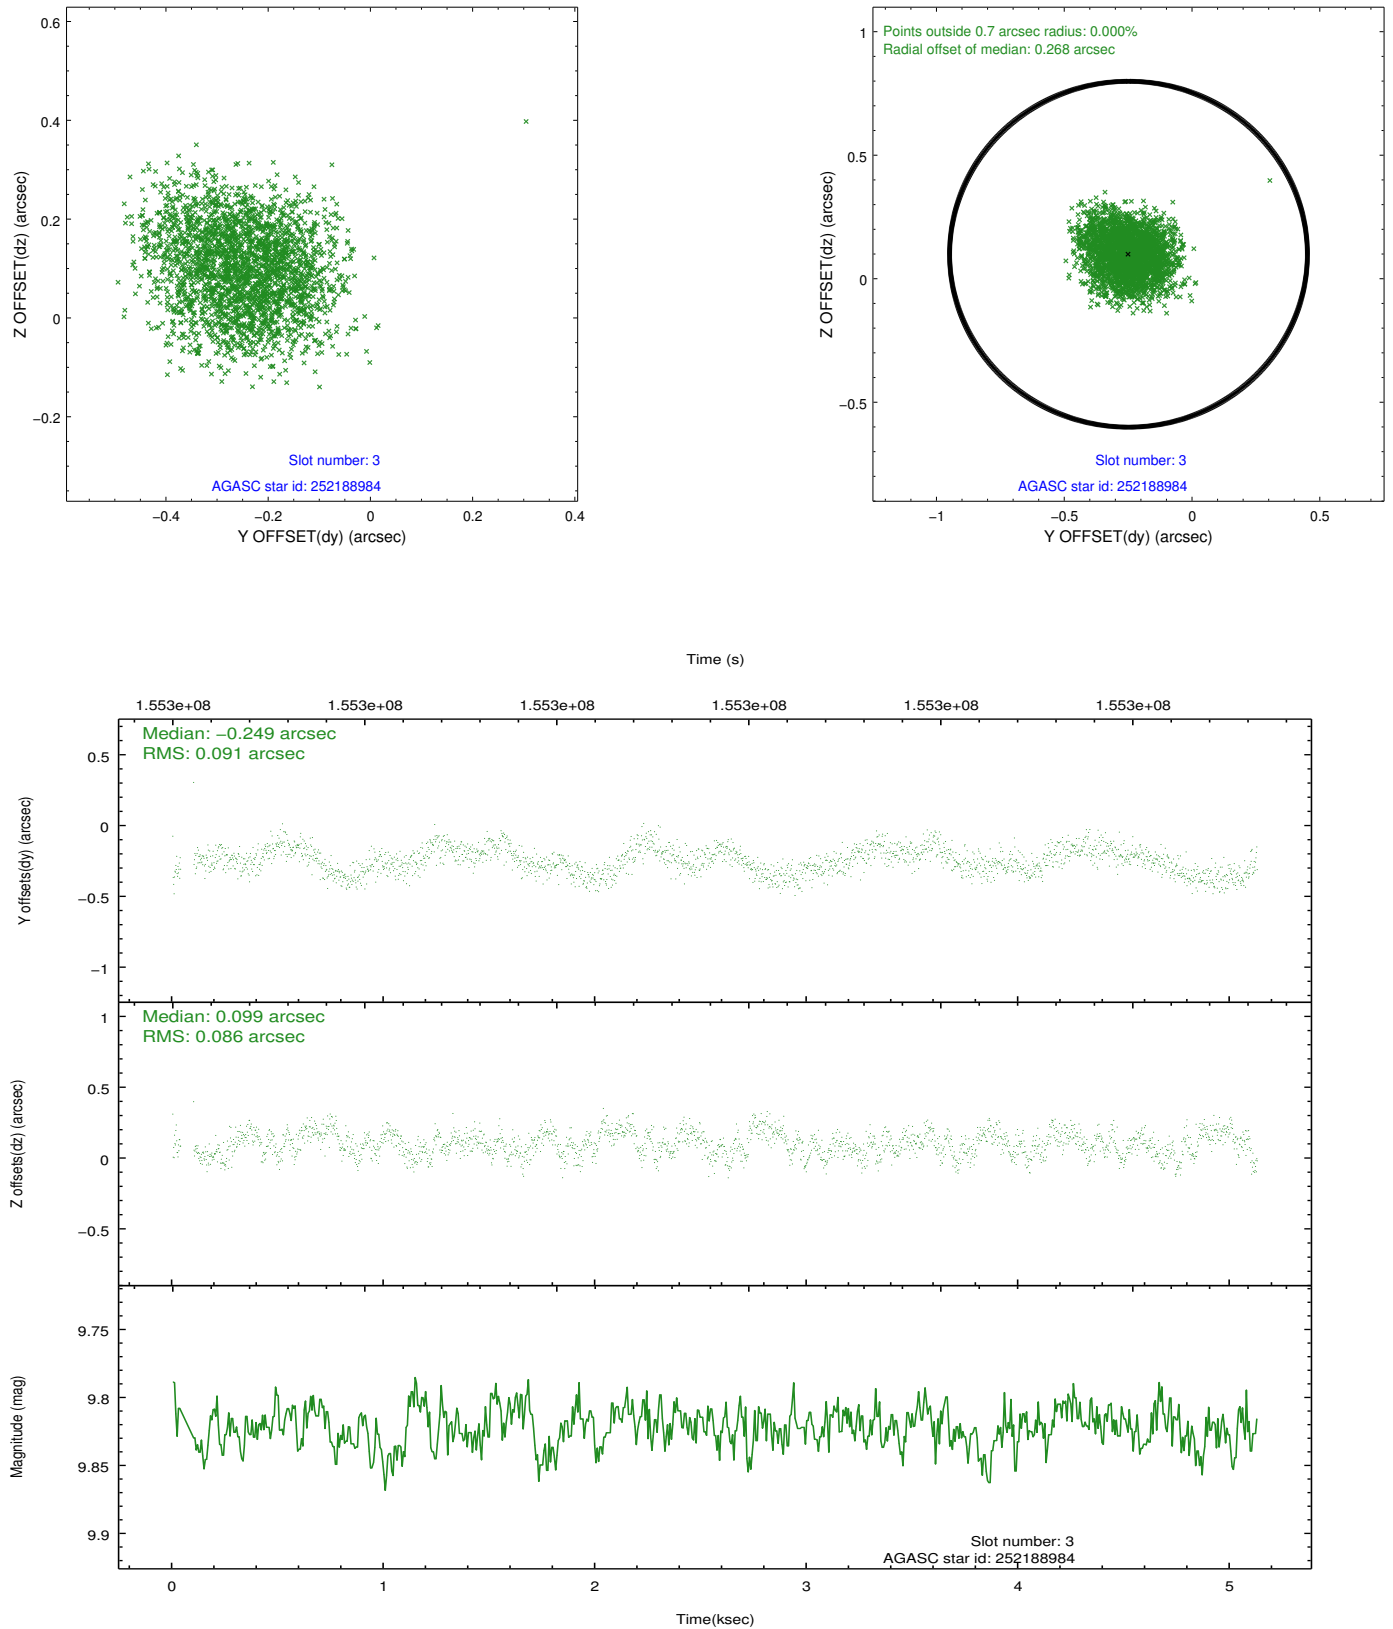 0.6
0.4
0.2
0
−0.2
Z OFFSET(dz) (arcsec)
Slot number: 3
AGASC star id: 252188984
−0.4 −0.2 0 0.2 0.4
Y OFFSET(dy) (arcsec)
Points outside 0.7 arcsec radius: 0.000%
Radial offset of median: 0.268 arcsec
1
0.5
0
−0.5
Z OFFSET(dz) (arcsec)
Slot number: 3
AGASC star id: 252188984
−1 −0.5 0 0.5
Y OFFSET(dy) (arcsec)
Time (s)
1.553e+08 1.553e+08 1.553e+08 1.553e+08 1.553e+08 1.553e+08
Median: −0.249 arcsec
RMS: 0.091 arcsec
0.5
0
−0.5
−1
Y offsets(dy) (arcsec)
Median: 0.099 arcsec
RMS: 0.086 arcsec
1
0.5
0
−0.5
Z offsets(dz) (arcsec)
9.75
9.8
9.85
9.9
Magnitude (mag)
Slot number: 3
AGASC star id: 252188984
0 1 2 3 4 5
Time(ksec)